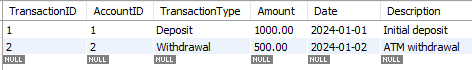 TransactionID AccountID TransactionType Amount Date Description
1 1 Deposit 1000.00 2024-01-01 Initial deposit
2 2 Withdrawal 500.00 2024-01-02 ATM withdrawal
NULL NULL NULL NULL NULL NULL